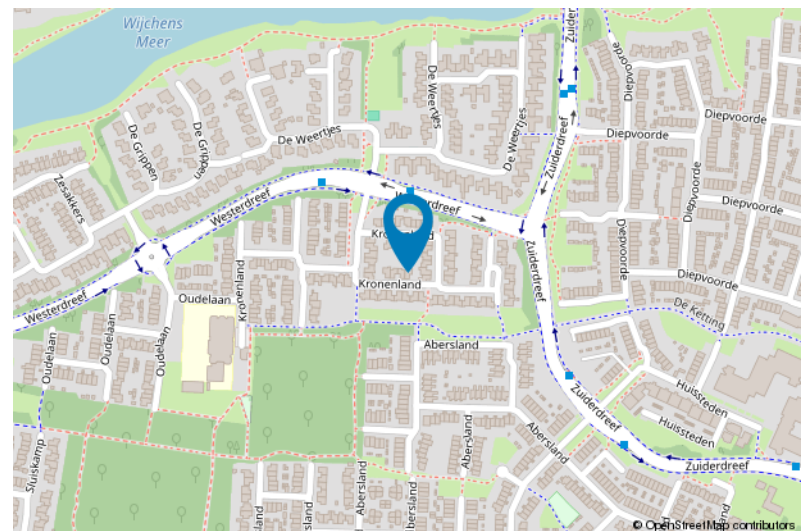 Wijchens
Meer
Zuiderdreef
Diepvoorde
De Weertjes
De Grippen
De Grippen
De Weertjes
De Weertjes
Zuiderdreef
Diepvoorde
Zesakkers
Westerdreef
Diepvoorde
Diepvoorde
Kronenland
Zuiderdreef
Diepvoorde
Diepvoorde
Kronenland
Westerdreef
Oudelaan
De Ketting
Oudelaan
Oudelaan
Oudelaan
Abersland
Huissteden
Zuiderdreef
Huissteden
Abersland
Abersland
Sluiskamp
Abersland
Abersland
Zuiderdreef
© OpenStreetMap contributors